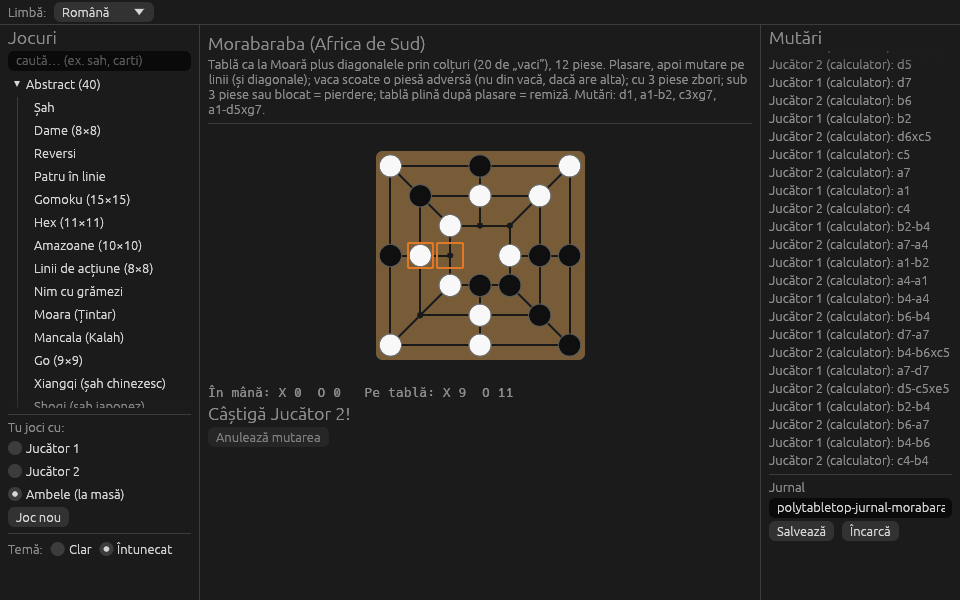 Limbă: Română
Jocuri
caută... (ex. sah, carti)
Abstract (40)
Șah
Dame (8×8)
Reversi
Patru în linie
Gomoku (15×15)
Hex (11×11)
Amazoane (10×10)
Linii de acțiune (8×8)
Nim cu grămezi
Moara (Țintar)
Mancala (Kalah)
Go (9×9)
Xiangqi (șah chinezesc)
Shogi (șah japonez)
Tu joci cu:
Jucător 1
Jucător 2
Ambele (la masă)
Joc nou
Temă: Clar Întunecat
Morabaraba (Africa de Sud)
Tablă ca la Moară plus diagonalele prin colțuri (20 de „vaci”), 12 piese. Plasare, apoi mutare pe
linii (și diagonale); vaca scoate o piesă adversă (nu din vacă, dacă are alta); cu 3 piese zbori; sub
3 piese sau blocat = pierdere; tablă plină după plasare = remiză. Mutări: d1, a1-b2, c3xg7,
a1-d5xg7.
În mână: X 0 O 0 Pe tablă: X 9 O 11
Câștigă Jucător 2!
Anulează mutarea
Mutări
Jucător 2 (calculator): d5
Jucător 1 (calculator): d7
Jucător 2 (calculator): b6
Jucător 1 (calculator): b2
Jucător 2 (calculator): d6xc5
Jucător 1 (calculator): c5
Jucător 2 (calculator): a7
Jucător 1 (calculator): a1
Jucător 2 (calculator): c4
Jucător 1 (calculator): b2-b4
Jucător 2 (calculator): a7-a4
Jucător 1 (calculator): a1-b2
Jucător 2 (calculator): a4-a1
Jucător 1 (calculator): b4-a4
Jucător 2 (calculator): b6-b4
Jucător 1 (calculator): d7-a7
Jucător 2 (calculator): b4-b6xc5
Jucător 1 (calculator): a7-d7
Jucător 2 (calculator): d5-c5xe5
Jucător 1 (calculator): b2-b4
Jucător 2 (calculator): b6-a7
Jucător 1 (calculator): b4-b6
Jucător 2 (calculator): c4-b4
Jurnal
polytabletop-jurnal-morabara
Salvează Încarcă